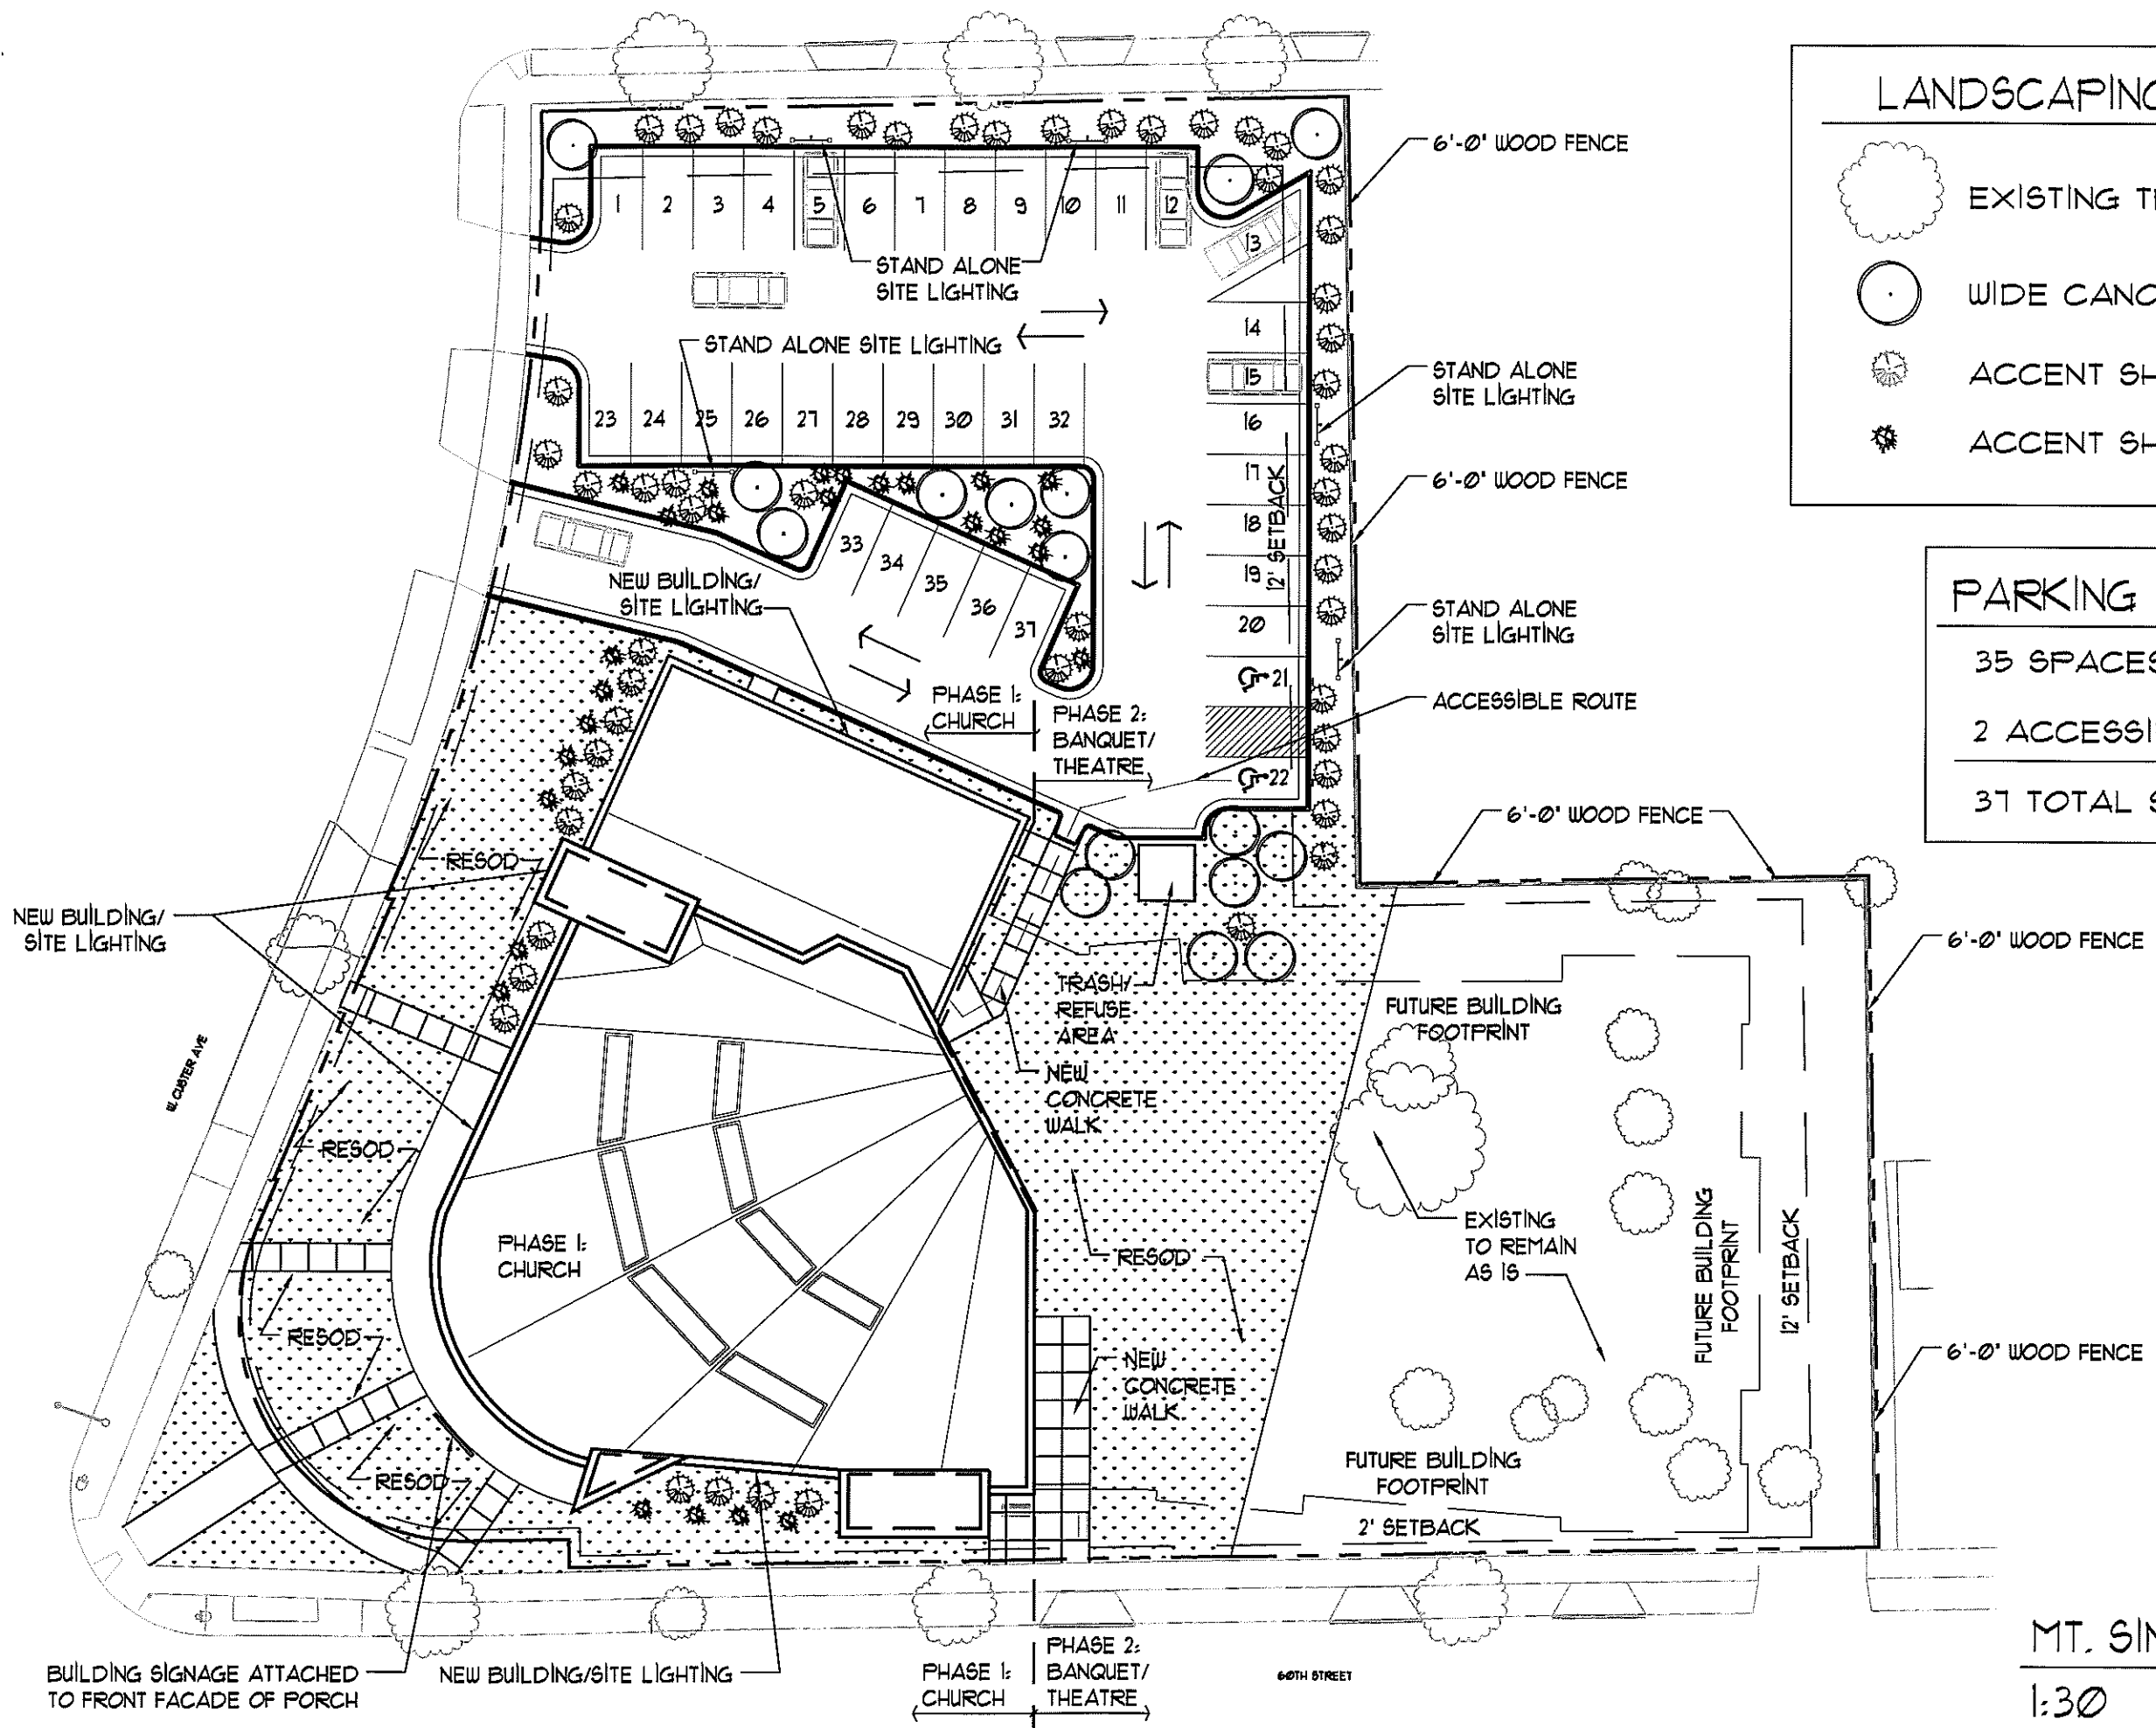 6'-0" WOOD FENCE
1 2 3 4 5 6 7 8 9 10 11 12
13
STAND ALONE
SITE LIGHTING
STAND ALONE SITE LIGHTING
14
15
16
17
18
19
20
21
22
12' SETBACK
23 24 25 26 27 28 29 30 31 32
33
34
35
36
37
STAND ALONE
SITE LIGHTING
6'-0" WOOD FENCE
STAND ALONE
SITE LIGHTING
ACCESSIBLE ROUTE
NEW BUILDING/
SITE LIGHTING
PHASE 1:
CHURCH
PHASE 2:
BANQUET/
THEATRE
6'-0" WOOD FENCE
6'-0" WOOD FENCE
RESOD
NEW BUILDING/
SITE LIGHTING
W. CUSTER AVE
TRASH/
REFUSE
AREA
NEW
CONCRETE
WALK
FUTURE BUILDING
FOOTPRINT
RESOD
PHASE 1:
CHURCH
RESOD
EXISTING
TO REMAIN
AS IS
FUTURE BUILDING
FOOTPRINT
12' SETBACK
RESOD
NEW
CONCRETE
WALK
6'-0" WOOD FENCE
RESOD
FUTURE BUILDING
FOOTPRINT
2' SETBACK
BUILDING SIGNAGE ATTACHED
TO FRONT FACADE OF PORCH
NEW BUILDING/SITE LIGHTING
PHASE 1:
CHURCH
PHASE 2:
BANQUET/
THEATRE
60TH STREET
LANDSCAPING
EXISTING T
WIDE CANO
ACCENT SH
ACCENT SH
PARKING
35 SPACES
2 ACCESSI
37 TOTAL S
MT. SIN
1:30